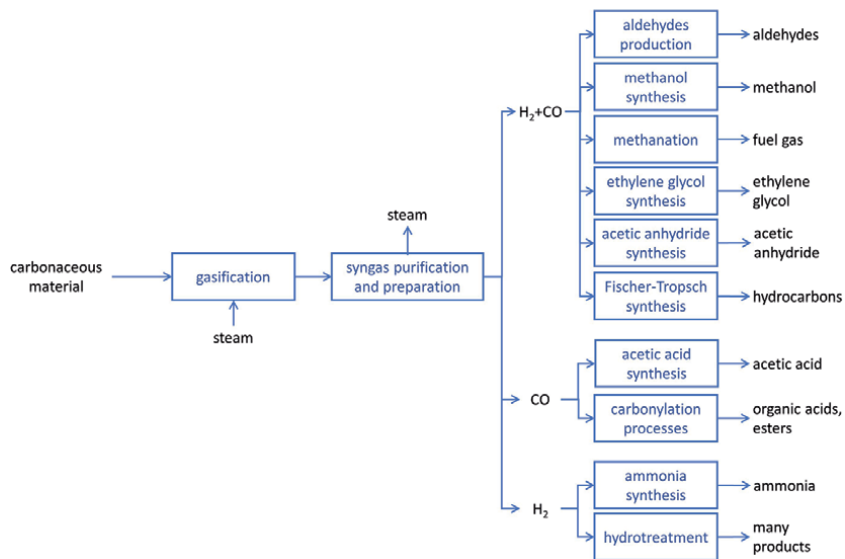 carbonaceous
material
gasification
steam
steam
syngas purification
and preparation
H₂+CO
aldehydes
production
aldehydes
methanol
synthesis
methanol
methanation
fuel gas
ethylene glycol
synthesis
ethylene
glycol
acetic anhydride
synthesis
acetic
anhydride
Fischer-Tropsch
synthesis
hydrocarbons
CO
acetic acid
synthesis
acetic acid
carbonylation
processes
organic acids,
esters
H₂
ammonia
synthesis
ammonia
hydrotreatment
many
products